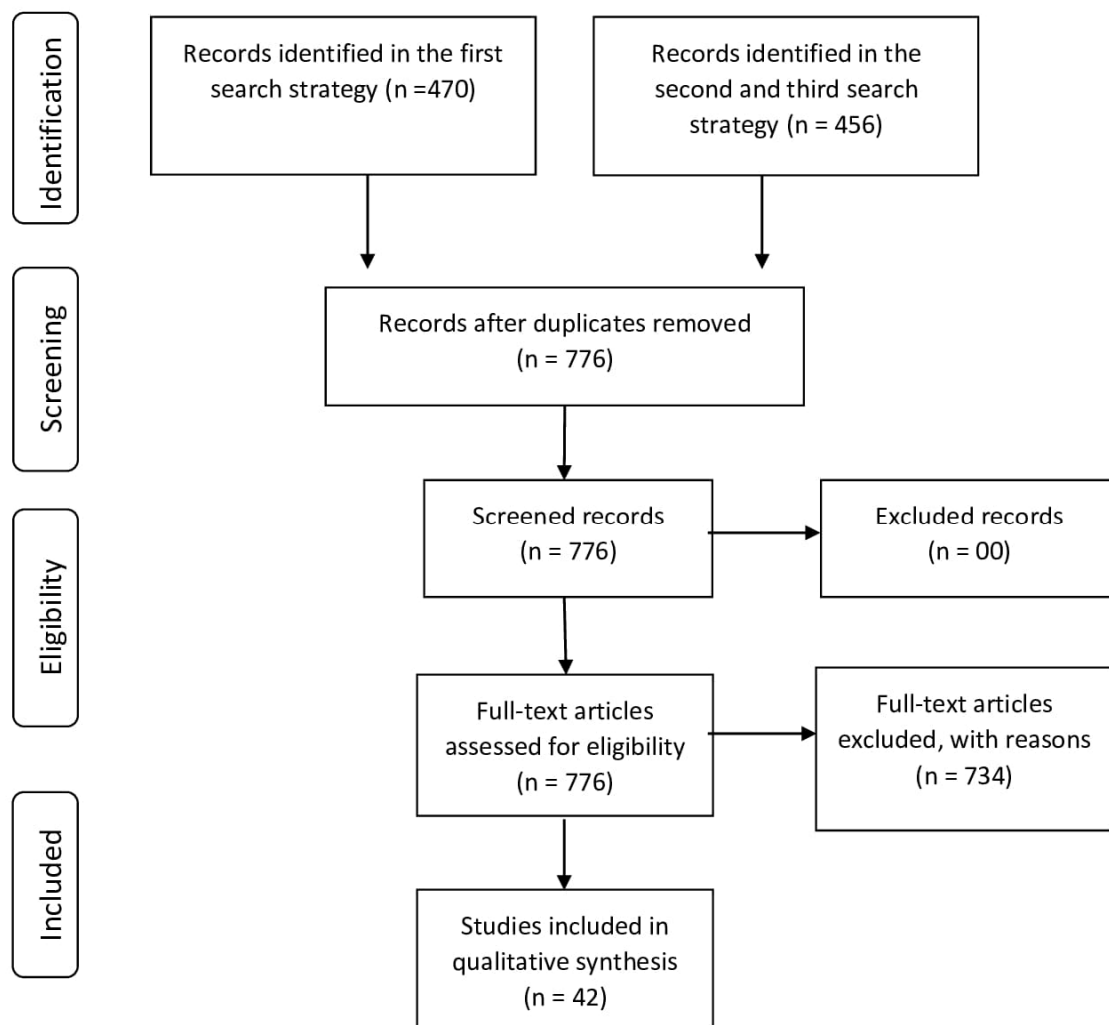 Identification
Records identified in the first
search strategy (n =470)
Records identified in the
second and third search
strategy (n = 456)
Screening
Records after duplicates removed
(n = 776)
Eligibility
Screened records
(n = 776)
Excluded records
(n = 00)
Full-text articles
assessed for eligibility
(n = 776)
Full-text articles
excluded, with reasons
(n = 734)
Included
Studies included in
qualitative synthesis
(n = 42)